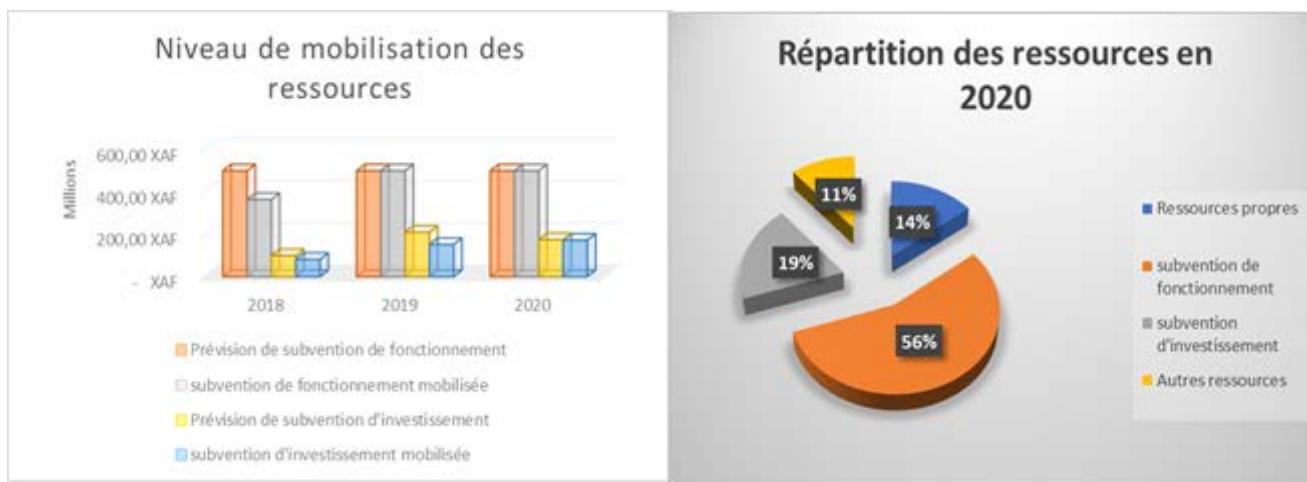 Niveau de mobilisation des
ressources
Millions
600,00 XAF
400,00 XAF
200,00 XAF
- XAF
2018
2019
2020
Prévision de subvention de fonctionnement
subvention de fonctionnement mobilisée
Prévision de subvention d'investissement
subvention d'investissement mobilisée
Répartition des ressources en
2020
11%
14%
19%
56%
Ressources propres
subvention de
fonctionnement
subvention
d'investissement
Autres ressources